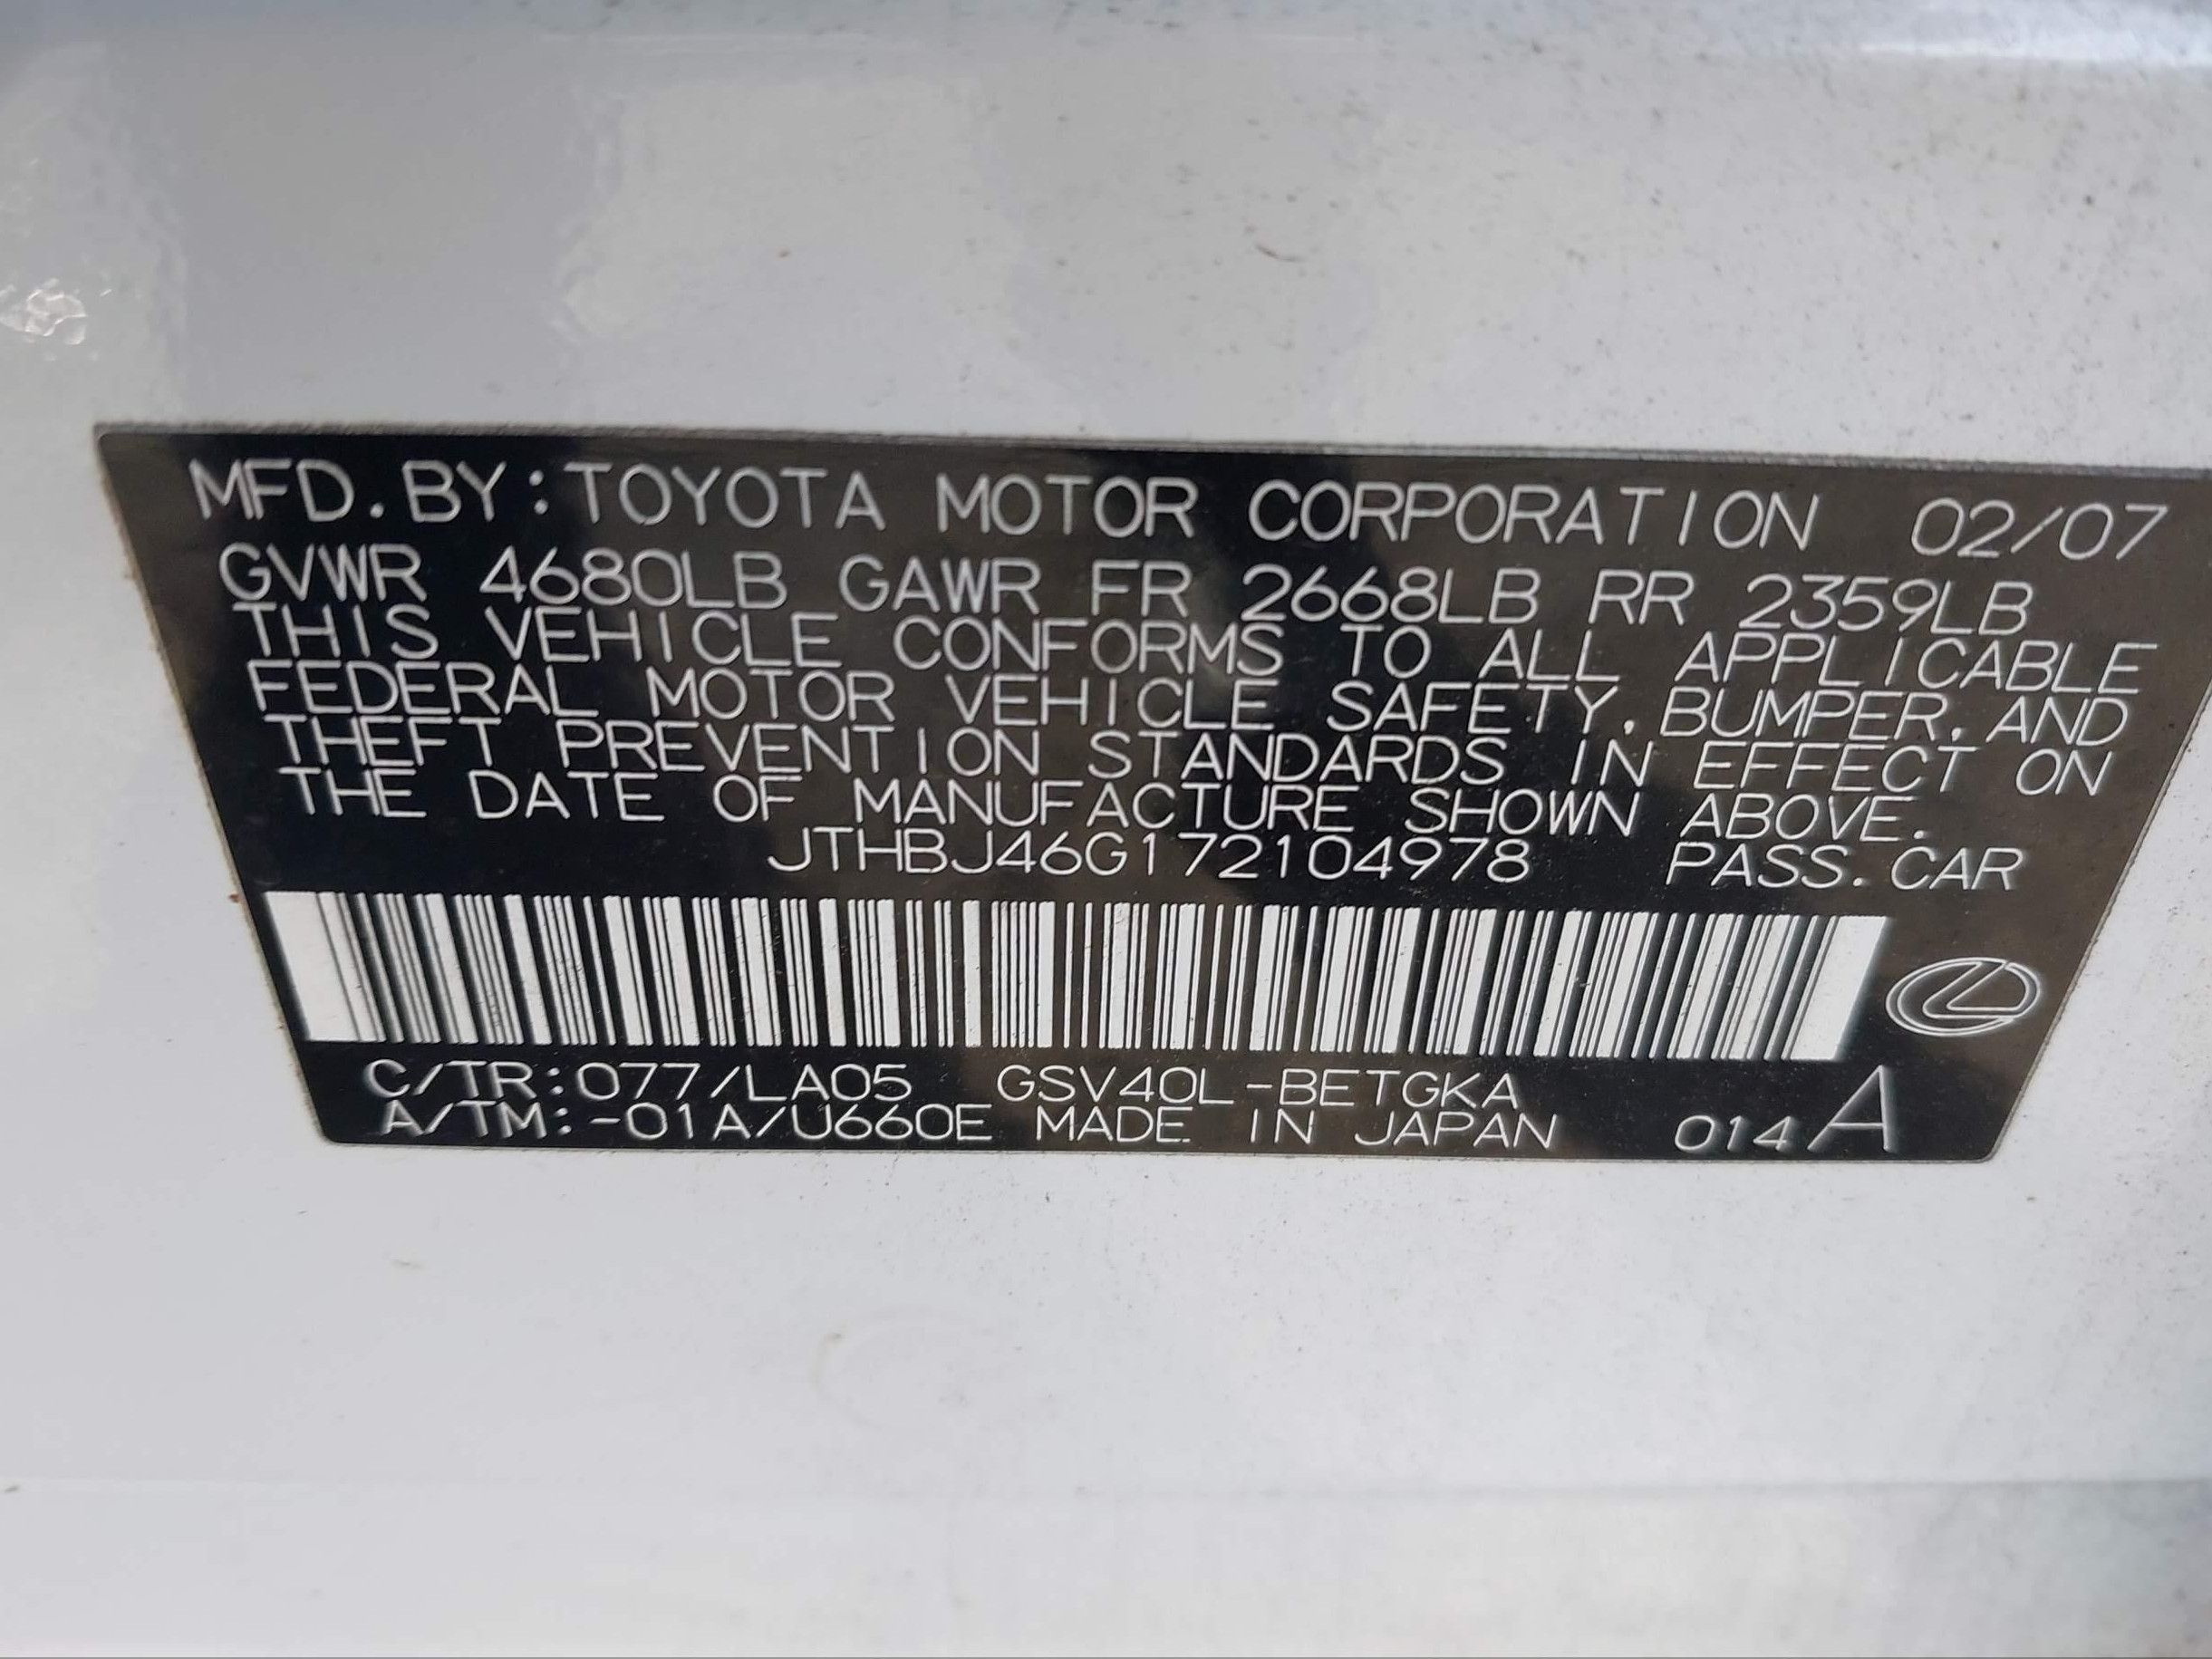 MFD. BY: TOYOTA MOTOR CORPORATION 02/07
GVWR 4680LB GAWR FR 2668LB RR 2359LB
THIS VEHICLE CONFORMS TO ALL APPLICABLE
FEDERAL MOTOR VEHICLE SAFETY, BUMPER, AND
THEFT PREVENTION STANDARDS IN EFFECT ON
THE DATE OF MANUFACTURE SHOWN ABOVE.
JTHBJ46G172104978 PASS. CAR
C/TR: 077/LA05 GSV40L-BETGKA
A/TM: -01A/U660E MADE IN JAPAN 014 A